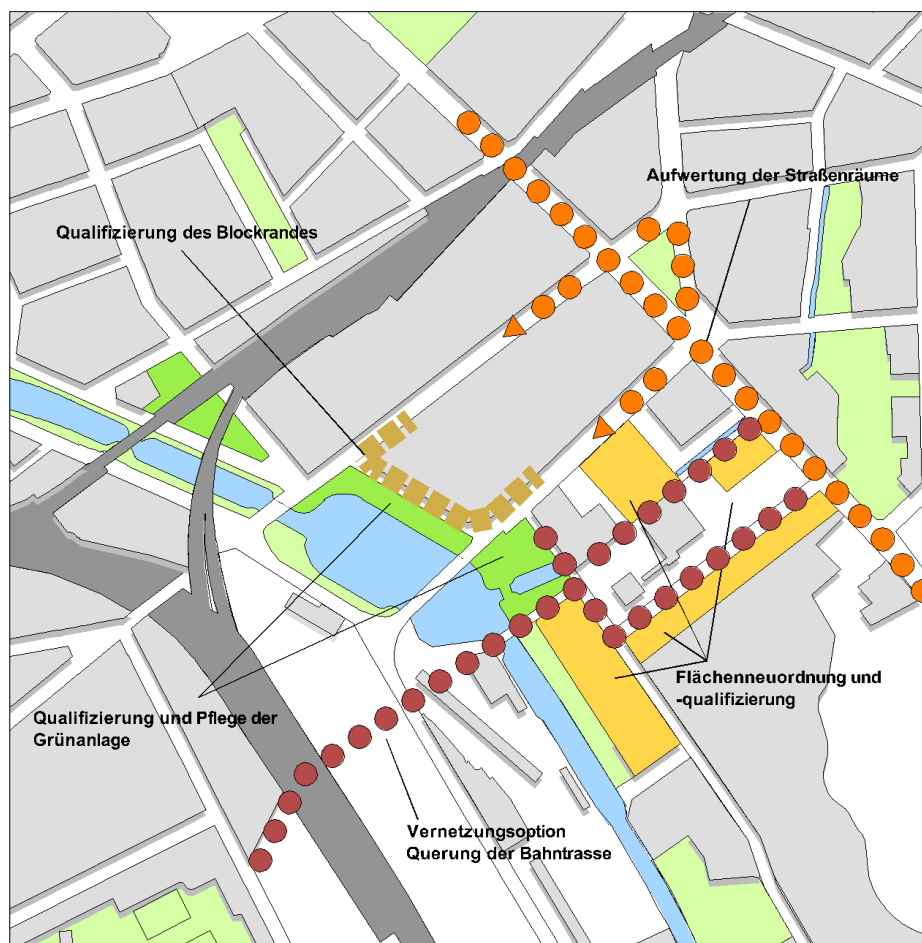 Aufwertung der Straßenräume
Qualifizierung des Blockrandes
Flächenneuordnung und
-qualifizierung
Qualifizierung und Pflege der
Grünanlage
Vernetzungsoption
Querung der Bahntrasse